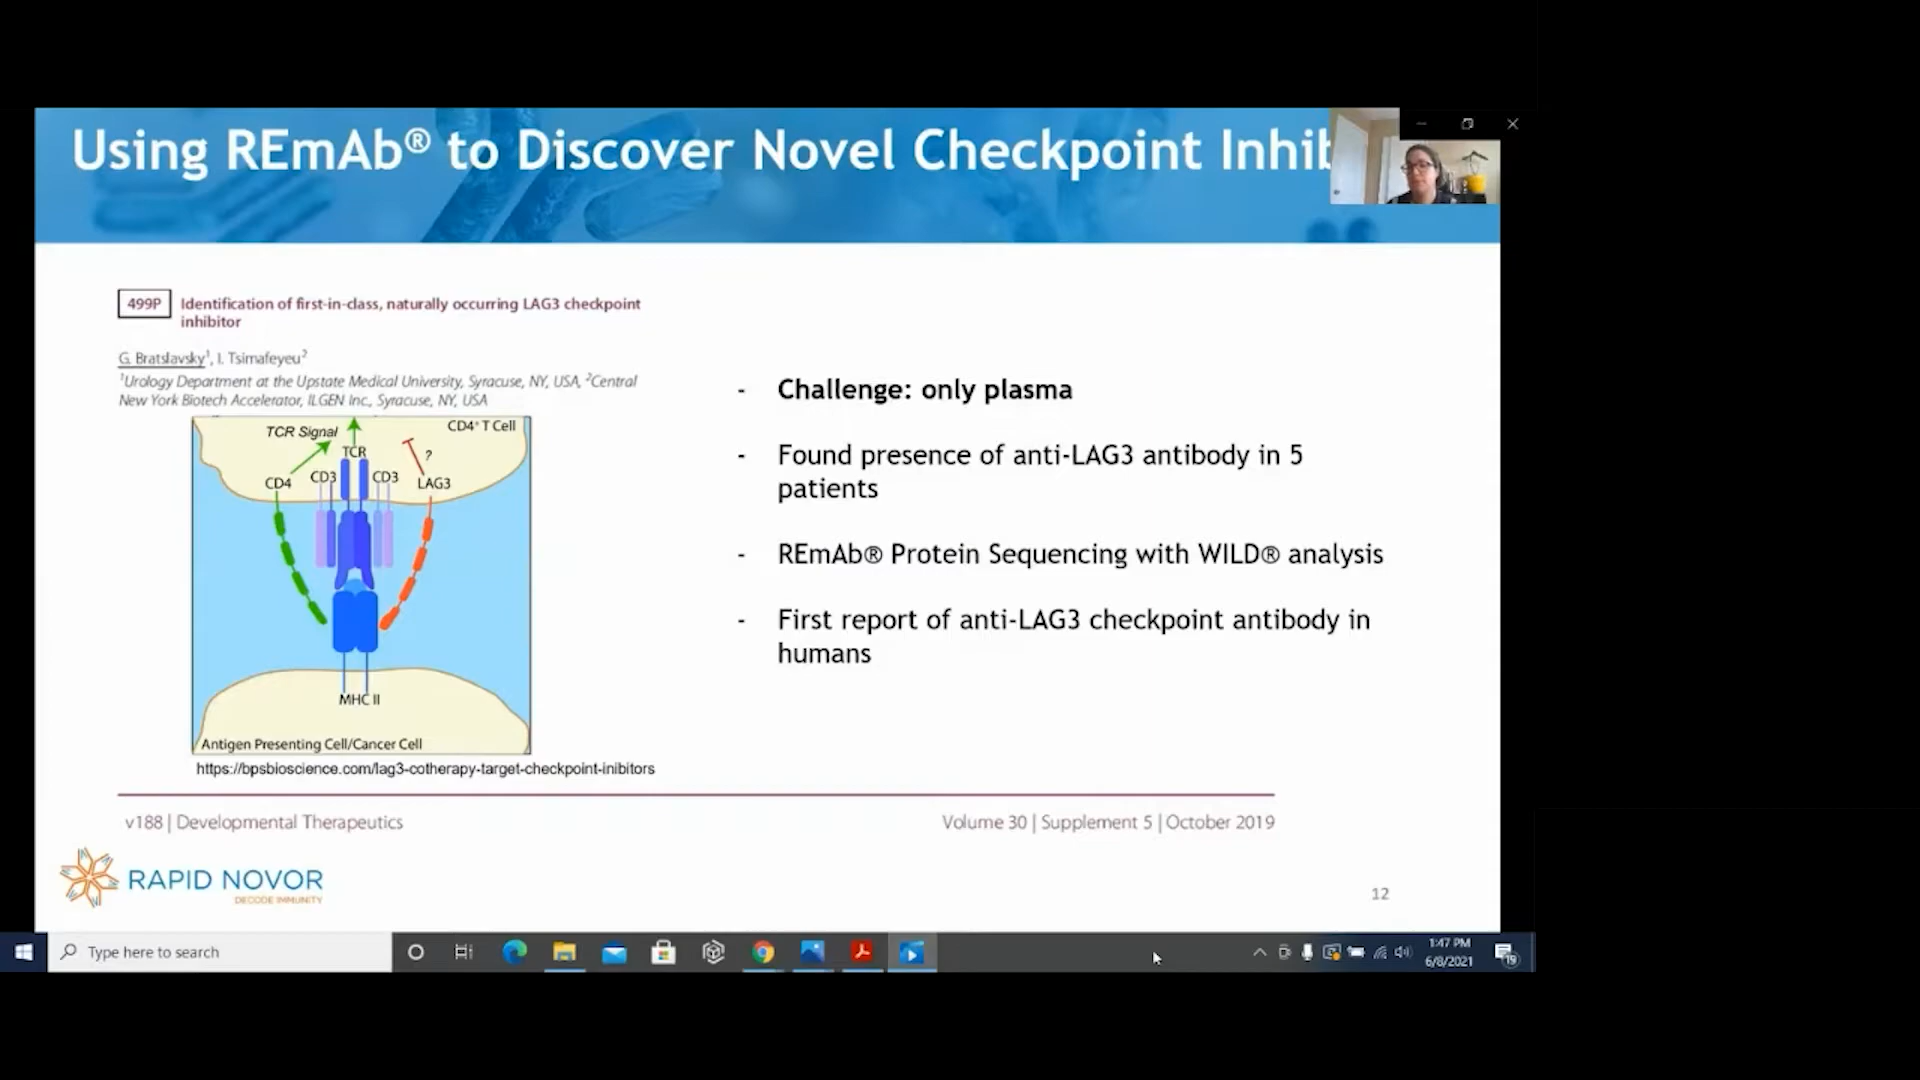 Using REmAb® to Discover Novel Checkpoint Inhib
499P Identification of first-in-class, naturally occurring LAG3 checkpoint
inhibitor
G. Bratslavsky¹, I. Tsimafeyeu²
¹Urology Department at the Upstate Medical University, Syracuse, NY, USA, ²Central
New York Biotech Accelerator, ILGEN Inc., Syracuse, NY, USA
TCR Signal
CD4⁺ T Cell
TCR
?
CD4
CD3
CD3
LAG3
MHC II
Antigen Presenting Cell/Cancer Cell
https://bpsbioscience.com/lag3-cotherapy-target-checkpoint-inibitors
- Challenge: only plasma
- Found presence of anti-LAG3 antibody in 5
patients
- REmAb® Protein Sequencing with WILD® analysis
- First report of anti-LAG3 checkpoint antibody in
humans
v188 | Developmental Therapeutics
Volume 30 | Supplement 5 | October 2019
RAPID NOVOR
DECODE IMMUNITY
12
Type here to search
1:47 PM
6/8/2021
19